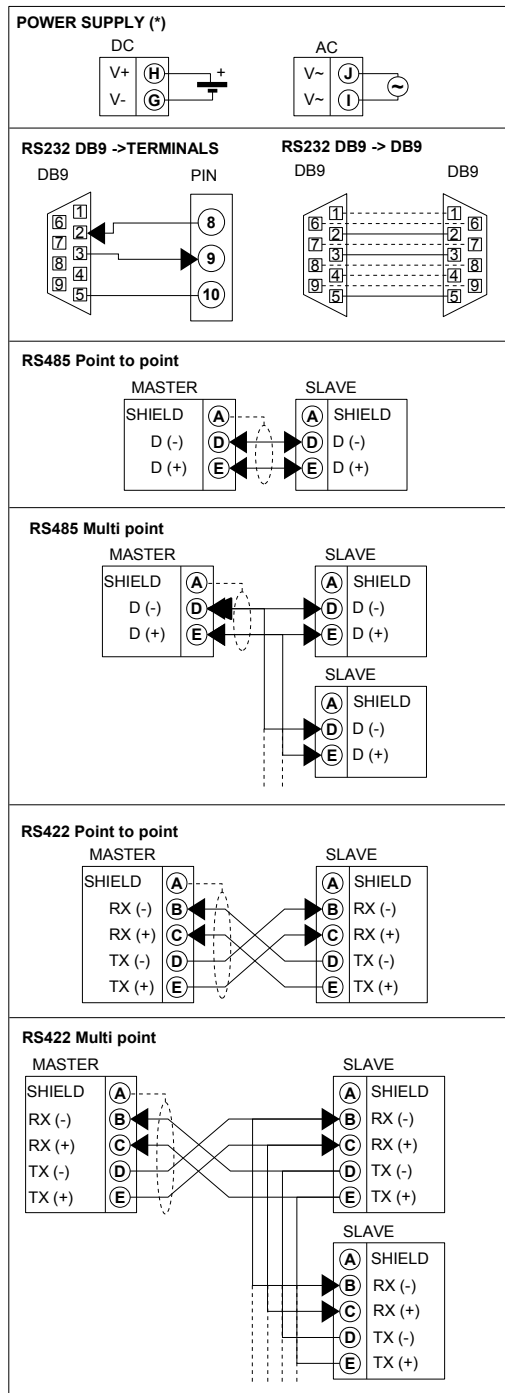 POWER SUPPLY (*)
DC AC
V+ H + V~ J
V- G V~ I ~
RS232 DB9 ->TERMINALS RS232 DB9 -> DB9
DB9 PIN DB9 DB9
1 6 2 7 3 8 4 9 5
8
9
10
1 6 2 7 3 8 4 9 5
1 6 2 7 3 8 4 9 5
RS485 Point to point
MASTER SLAVE
SHIELD A A SHIELD
D (-) D D D (-)
D (+) E E D (+)
RS485 Multi point
MASTER SLAVE
SHIELD A A SHIELD
D (-) D D D (-)
D (+) E E D (+)
SLAVE
A SHIELD
D D (-)
E D (+)
RS422 Point to point
MASTER SLAVE
SHIELD A A SHIELD
RX (-) B B RX (-)
RX (+) C C RX (+)
TX (-) D D TX (-)
TX (+) E E TX (+)
RS422 Multi point
MASTER SLAVE
SHIELD A A SHIELD
RX (-) B B RX (-)
RX (+) C C RX (+)
TX (-) D D TX (-)
TX (+) E E TX (+)
SLAVE
A SHIELD
B RX (-)
C RX (+)
D TX (-)
E TX (+)